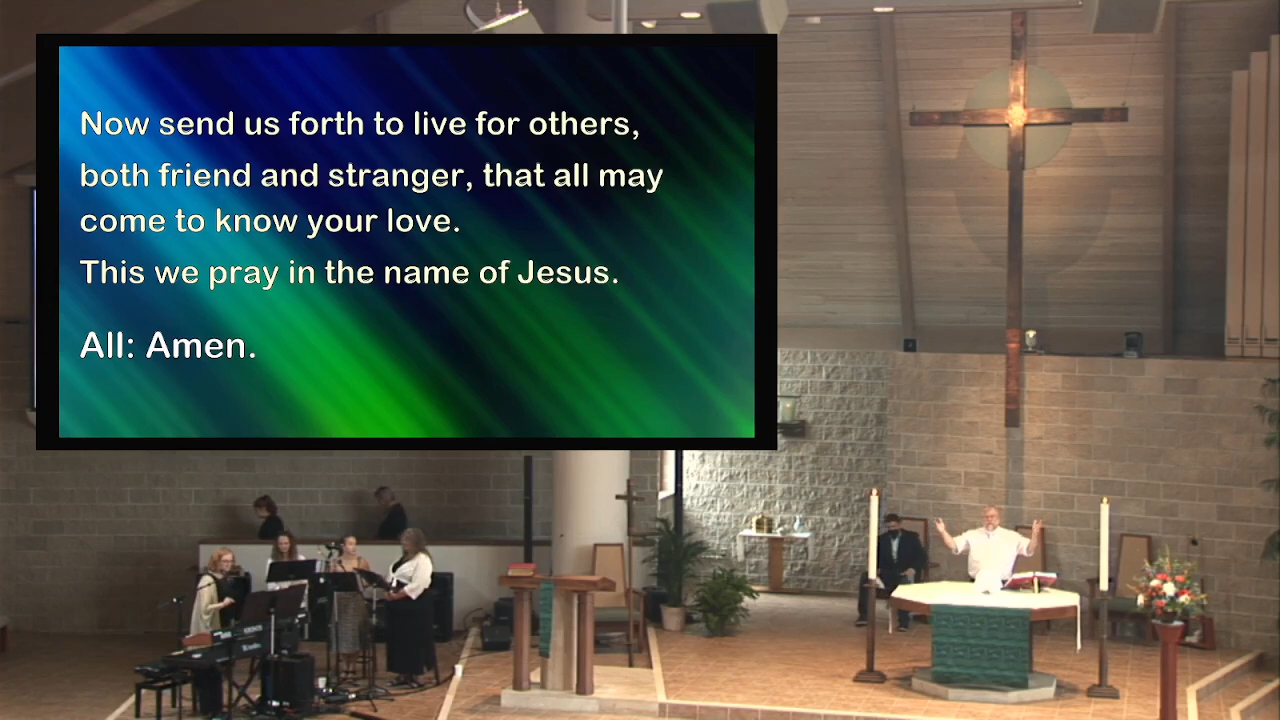 Now send us forth to live for others,
both friend and stranger, that all may
come to know your love.
This we pray in the name of Jesus.
All: Amen.